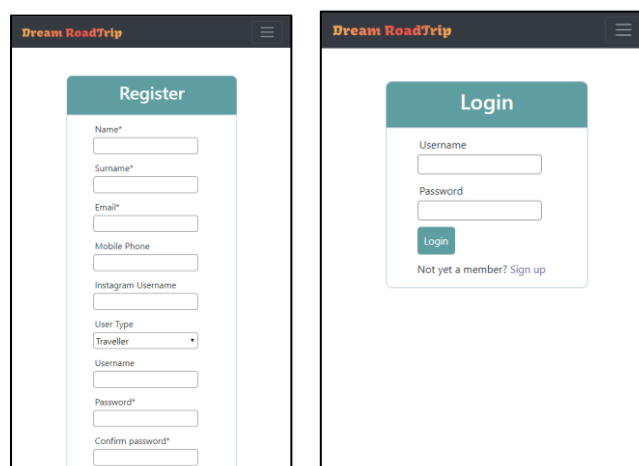 Dream RoadTrip
Register
Name*
Surname*
Email*
Mobile Phone
Instagram Username
User Type
Traveller
Username
Password*
Confirm password*
Dream RoadTrip
Login
Username
Password
Login
Not yet a member? Sign up